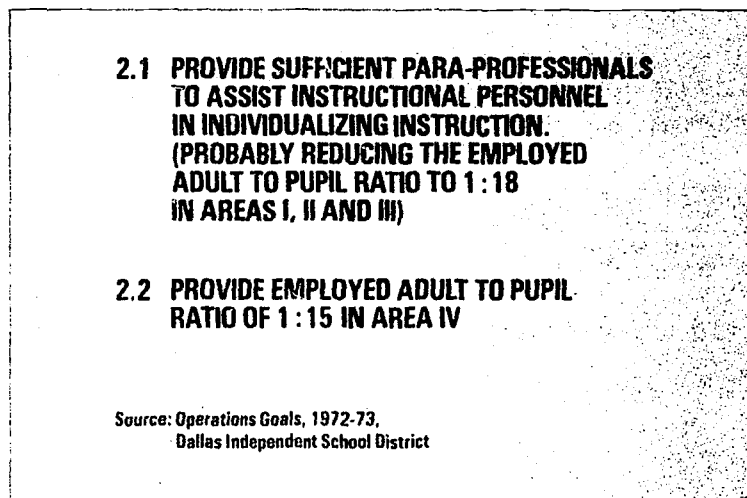 2.1 PROVIDE SUFFICIENT PARA-PROFESSIONALS
TO ASSIST INSTRUCTIONAL PERSONNEL
IN INDIVIDUALIZING INSTRUCTION.
(PROBABLY REDUCING THE EMPLOYED
ADULT TO PUPIL RATIO TO 1:18
IN AREAS I, II AND III)
2.2 PROVIDE EMPLOYED ADULT TO PUPIL
RATIO OF 1:15 IN AREA IV
Source: Operations Goals, 1972-73,
Dallas Independent School District